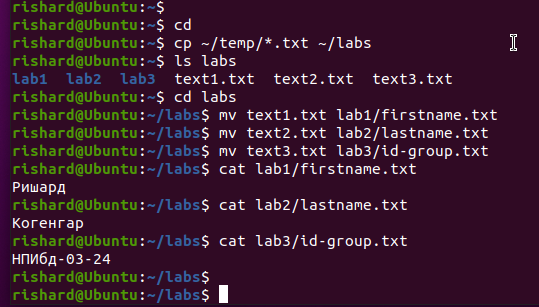 rishard@Ubuntu:~$
rishard@Ubuntu:~$ cd
rishard@Ubuntu:~$ cp ~/temp/*.txt ~/labs
rishard@Ubuntu:~$ ls labs
lab1 lab2 lab3 text1.txt text2.txt text3.txt
rishard@Ubuntu:~$ cd labs
rishard@Ubuntu:~/labs$ mv text1.txt lab1/firstname.txt
rishard@Ubuntu:~/labs$ mv text2.txt lab2/lastname.txt
rishard@Ubuntu:~/labs$ mv text3.txt lab3/id-group.txt
rishard@Ubuntu:~/labs$ cat lab1/firstname.txt
Ришард
rishard@Ubuntu:~/labs$ cat lab2/lastname.txt
Когенгар
rishard@Ubuntu:~/labs$ cat lab3/id-group.txt
НПИбд-03-24
rishard@Ubuntu:~/labs$
rishard@Ubuntu:~/labs$